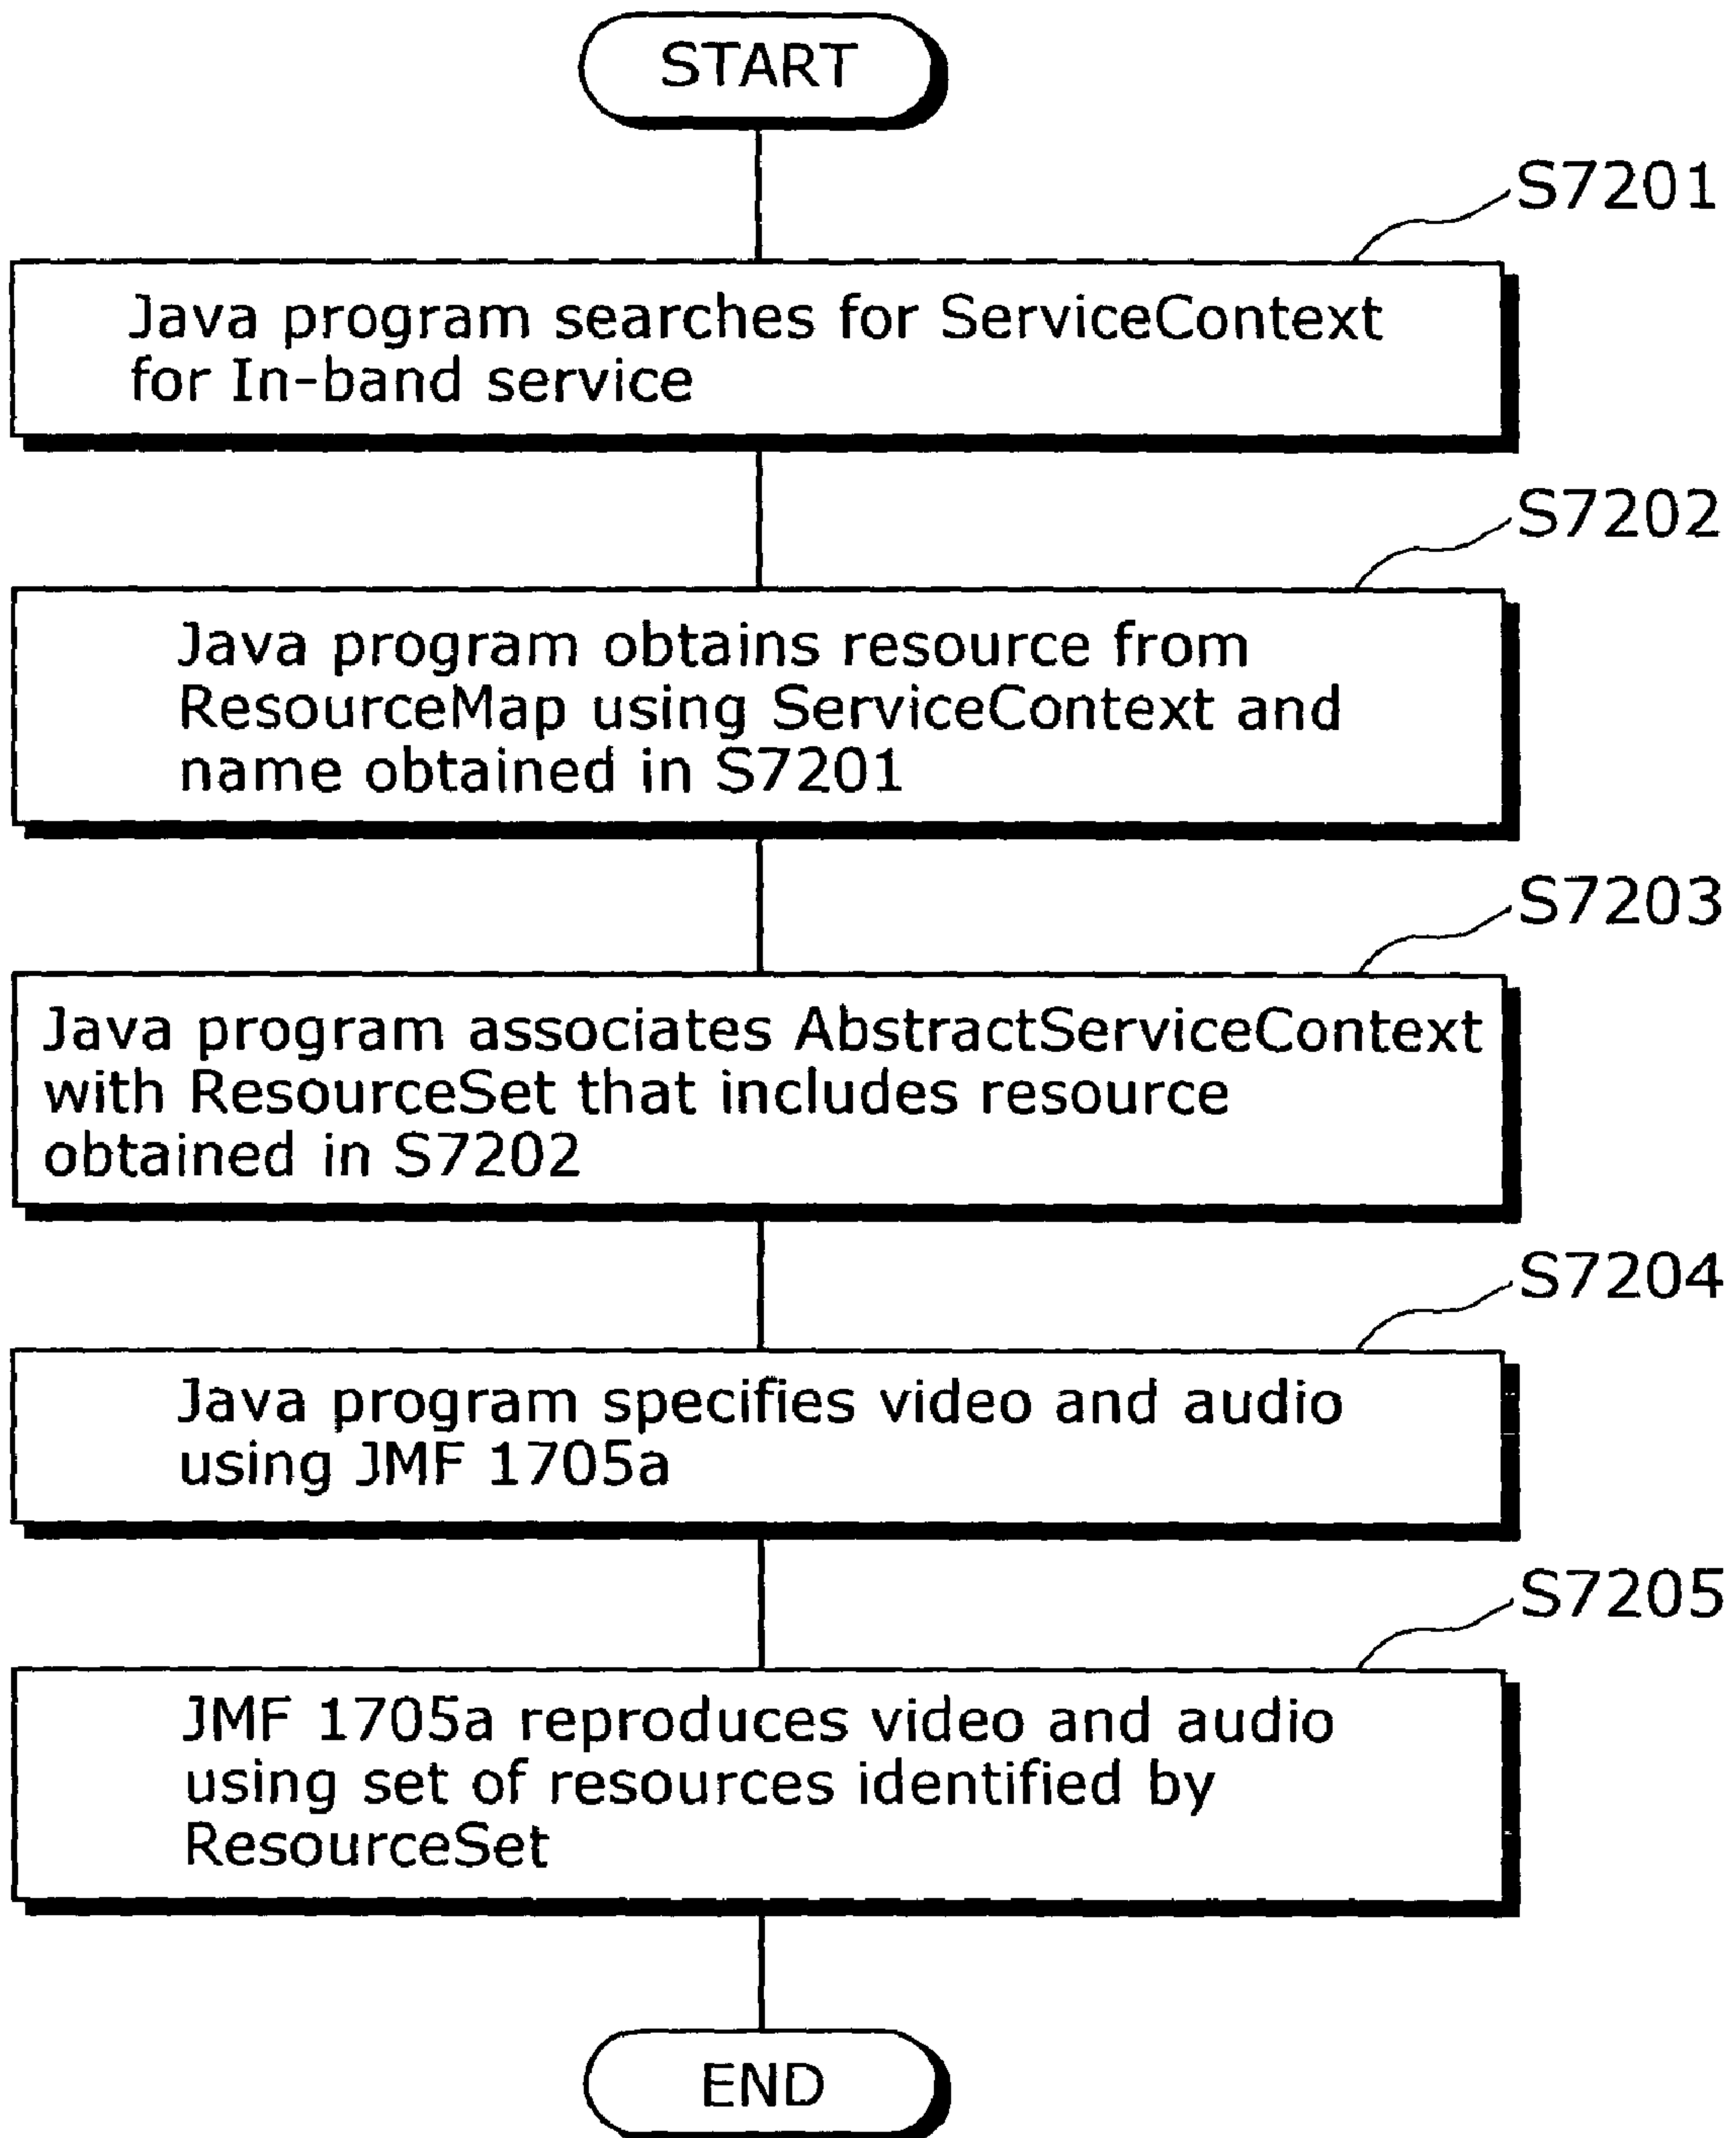 START
S7201
Java program searches for ServiceContext
for In-band service
S7202
Java program obtains resource from
ResourceMap using ServiceContext and
name obtained in S7201
S7203
Java program associates AbstractServiceContext
with ResourceSet that includes resource
obtained in S7202
S7204
Java program specifies video and audio
using JMF 1705a
S7205
JMF 1705a reproduces video and audio
using set of resources identified by
ResourceSet
END